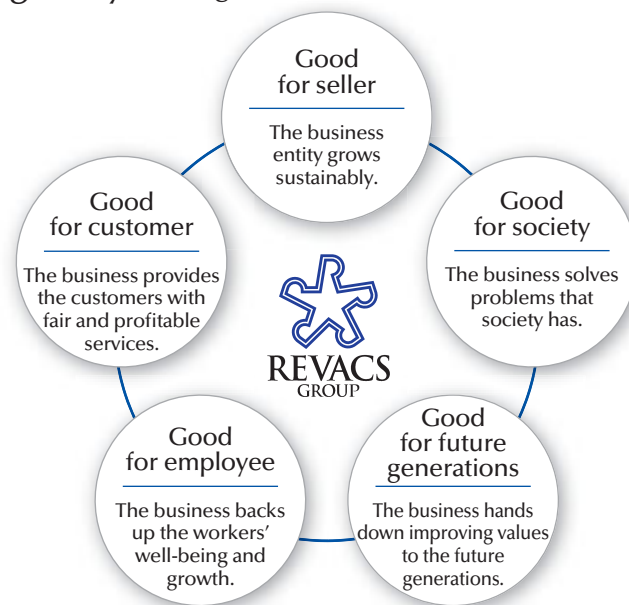 Good
for seller
The business
entity grows
sustainably.
Good
for customer
The business provides
the customers with
fair and profitable
services.
Good
for society
The business solves
problems that
society has.
REVACS
GROUP
Good
for employee
The business backs
up the workers’
well-being and
growth.
Good
for future
generations
The business hands
down improving values
to the future
generations.